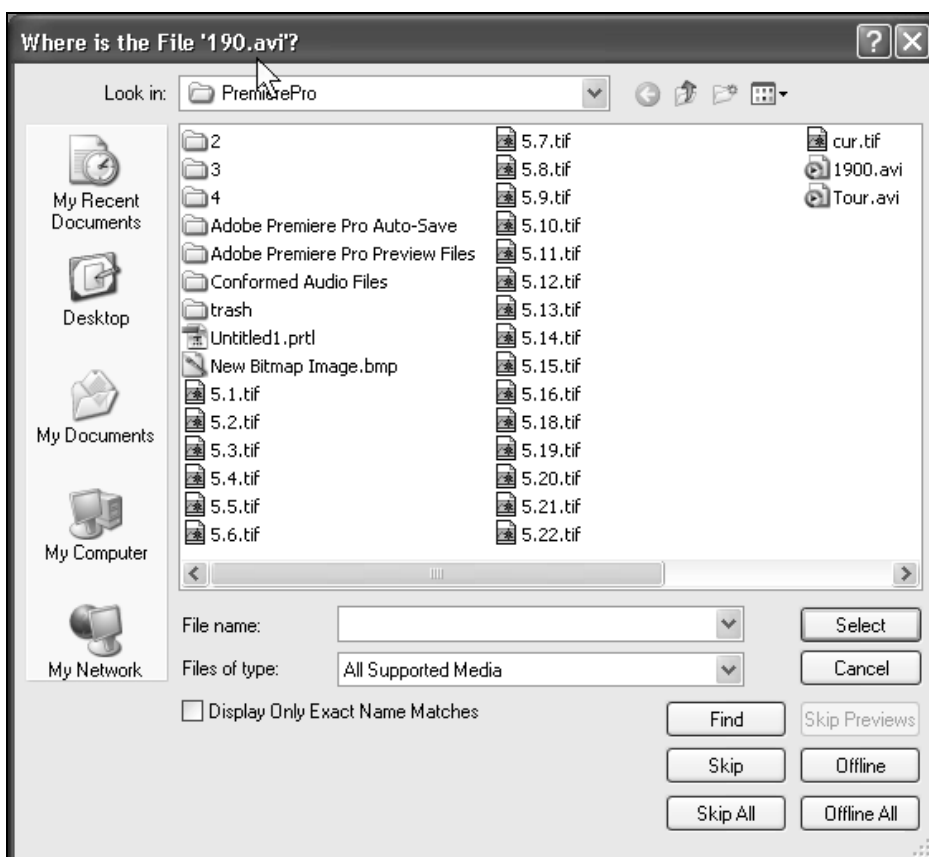 Where is the File '190.avi'?
Look in:
PremierePro
My Recent
Documents
Desktop
My Documents
My Computer
My Network
2
3
4
Adobe Premiere Pro Auto-Save
Adobe Premiere Pro Preview Files
Conformed Audio Files
trash
Untitled1.prtl
New Bitmap Image.bmp
5.1.tif
5.2.tif
5.3.tif
5.4.tif
5.5.tif
5.6.tif
5.7.tif
5.8.tif
5.9.tif
5.10.tif
5.11.tif
5.12.tif
5.13.tif
5.14.tif
5.15.tif
5.16.tif
5.18.tif
5.19.tif
5.20.tif
5.21.tif
5.22.tif
cur.tif
1900.avi
Tour.avi
File name:
Select
Files of type:
All Supported Media
Cancel
Display Only Exact Name Matches
Find
Skip Previews
Skip
Offline
Skip All
Offline All